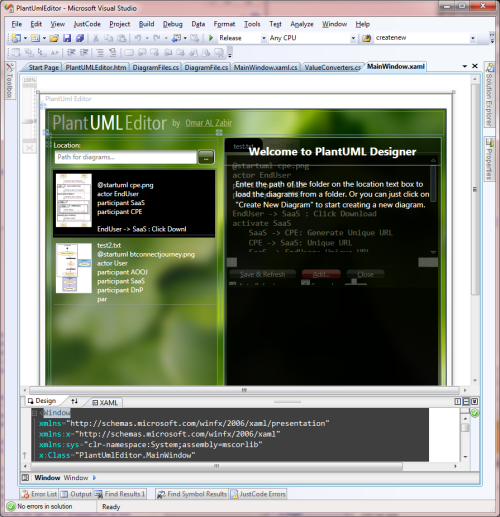 PlantUmlEditor - Microsoft Visual Studio
File Edit View JustCode Project Build Debug Data Format Tools Test Analyze Window Help
Release Any CPU createnew
Start Page PlantUMLEditor.htm DiagramFiles.cs DiagramFile.cs MainWindow.xaml.cs ValueConverters.cs MainWindow.xaml
Toolbox
Solution Explorer
Properties
100%
PlantUml Editor
PlantUMLEditor by Omar AL Zabir
Location:
Path for diagrams... ...
@startuml cpe.png
actor EndUser
participant SaaS
participant CPE
EndUser -> SaaS : Click Downl
test2.txt
@startuml btconnectjourney.png
actor User
participant AOOJ
participant SaaS
participant DnP
par
test.txt
Welcome to PlantUML Designer
@startuml cpe.png
actor EndUser
Enter the path of the folder on the location text box to
load the diagrams from a folder. Or you can just click on
"Create New Diagram" to start creating a new diagram.
EndUser -> SaaS : Click Download
activate SaaS
SaaS -> CPE: Generate Unique URL
CPE -> SaaS: Unique URL
SaaS -> EndUser: Unique URL
Save & Refresh Add... Close
Design XAML
<Window
xmlns="http://schemas.microsoft.com/winfx/2006/xaml/presentation"
xmlns:x="http://schemas.microsoft.com/winfx/2006/xaml"
xmlns:sys="clr-namespace:System;assembly=mscorlib"
x:Class="PlantUmlEditor.MainWindow"
Window Window
Error List Output Find Results 1 Find Symbol Results JustCode Errors
No errors in solution Ready